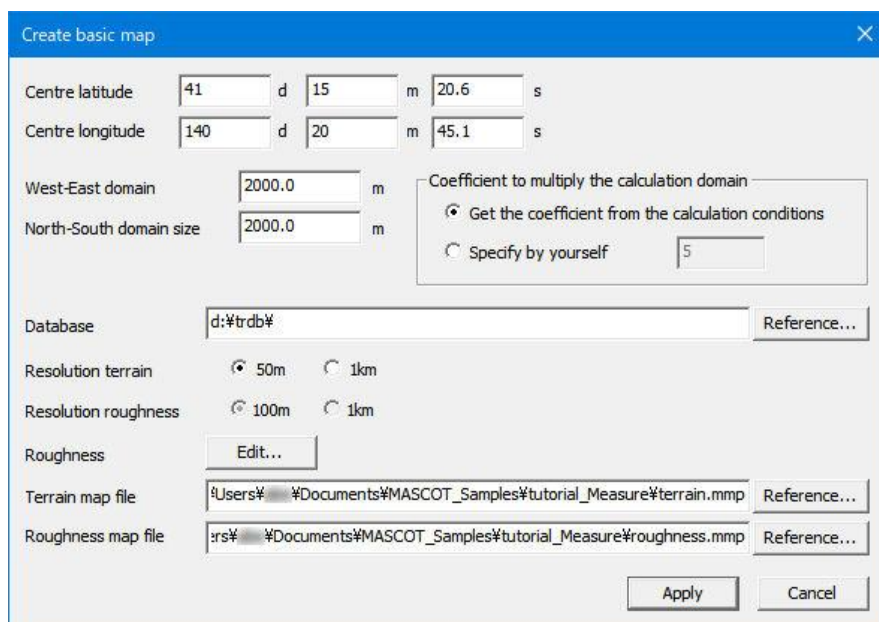 Create basic map
Centre latitude 41 d 15 m 20.6 s
Centre longitude 140 d 20 m 45.1 s
West-East domain 2000.0 m
North-South domain size 2000.0 m
Coefficient to multiply the calculation domain
Get the coefficient from the calculation conditions
Specify by yourself 5
Database d:¥trdb¥ Reference...
Resolution terrain 50m 1km
Resolution roughness 100m 1km
Roughness Edit...
Terrain map file Users¥ ¥Documents¥MASCOT_Samples¥tutorial_Measure¥terrain.mmp Reference...
Roughness map file ers¥ ¥Documents¥MASCOT_Samples¥tutorial_Measure¥roughness.mmp Reference...
Apply Cancel